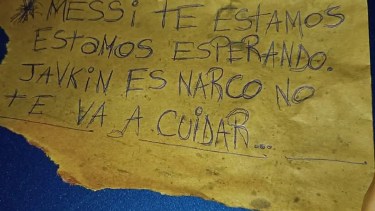 *MESSI TE ESTAMOS
ESTAMOS ESPERANDO.
JAVKIN ES NARCO NO
TE VA A CUIDAR...